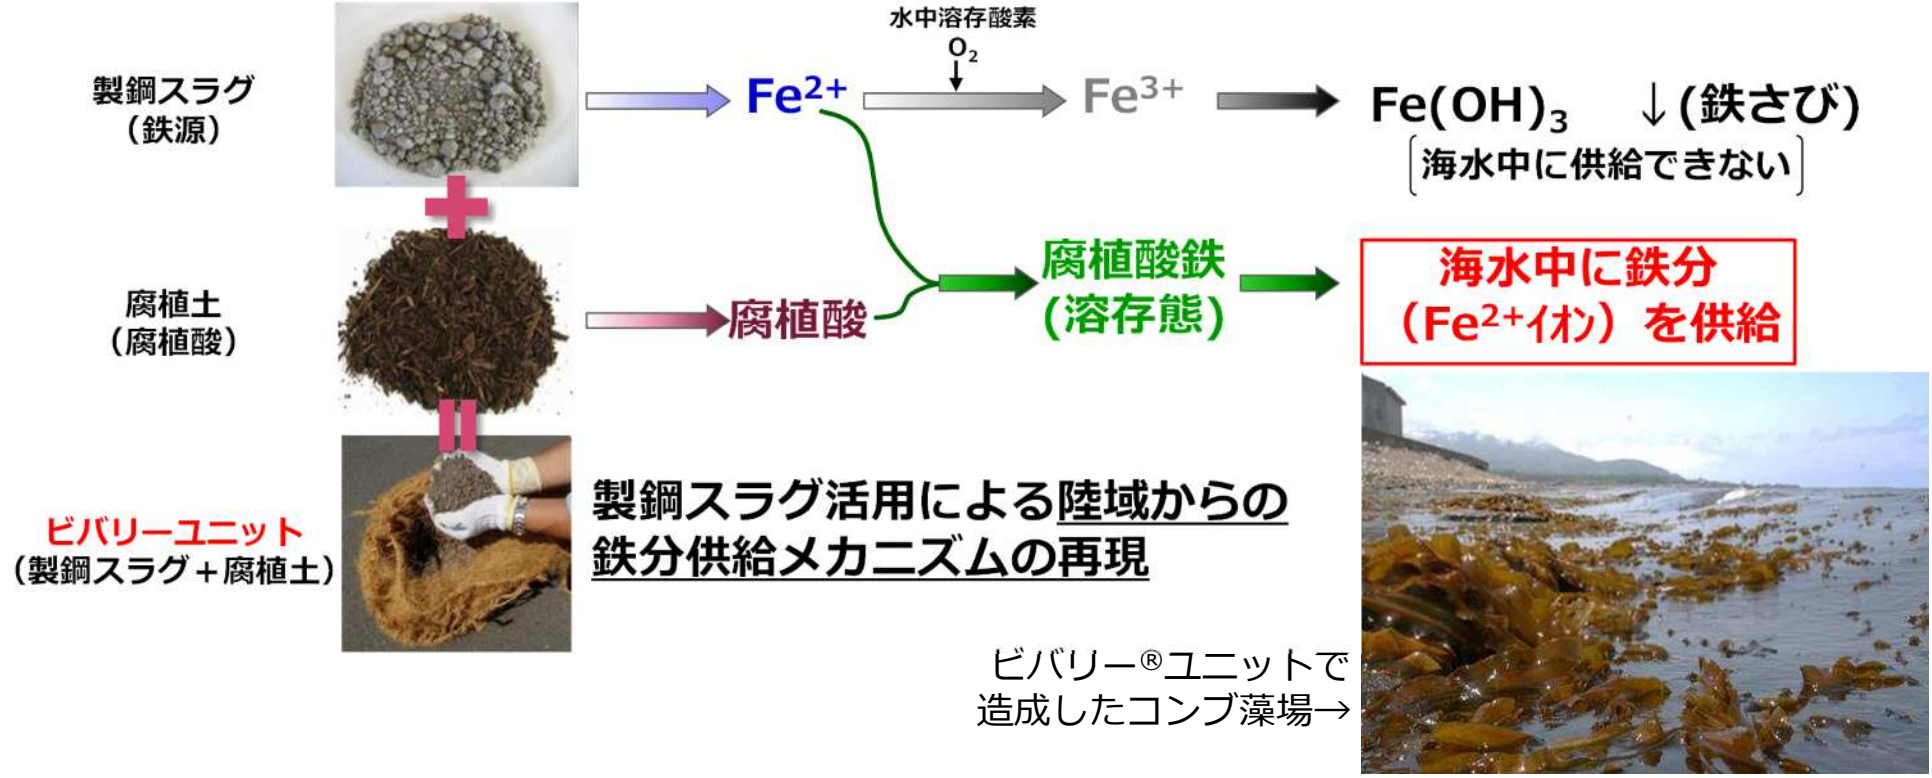 水中溶存酸素
O₂
製鋼スラグ
（鉄源）
Fe²⁺
Fe³⁺
Fe(OH)₃ ↓(鉄さび)
海水中に供給できない
腐植土
（腐植酸）
腐植酸
腐植酸鉄
(溶存態)
海水中に鉄分
（Fe²⁺ｲｵﾝ）を供給
ビバリーユニット
（製鋼スラグ＋腐植土）
製鋼スラグ活用による陸域からの
鉄分供給メカニズムの再現
ビバリー®ユニットで
造成したコンブ藻場→